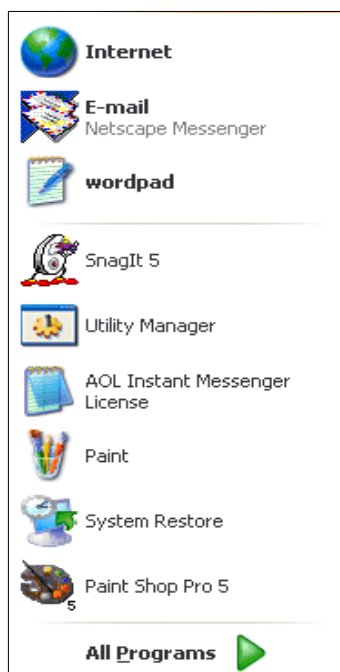 Internet
E-mail
Netscape Messenger
wordpad
SnagIt 5
Utility Manager
AOL Instant Messenger
License
Paint
System Restore
Paint Shop Pro 5
5
All Programs